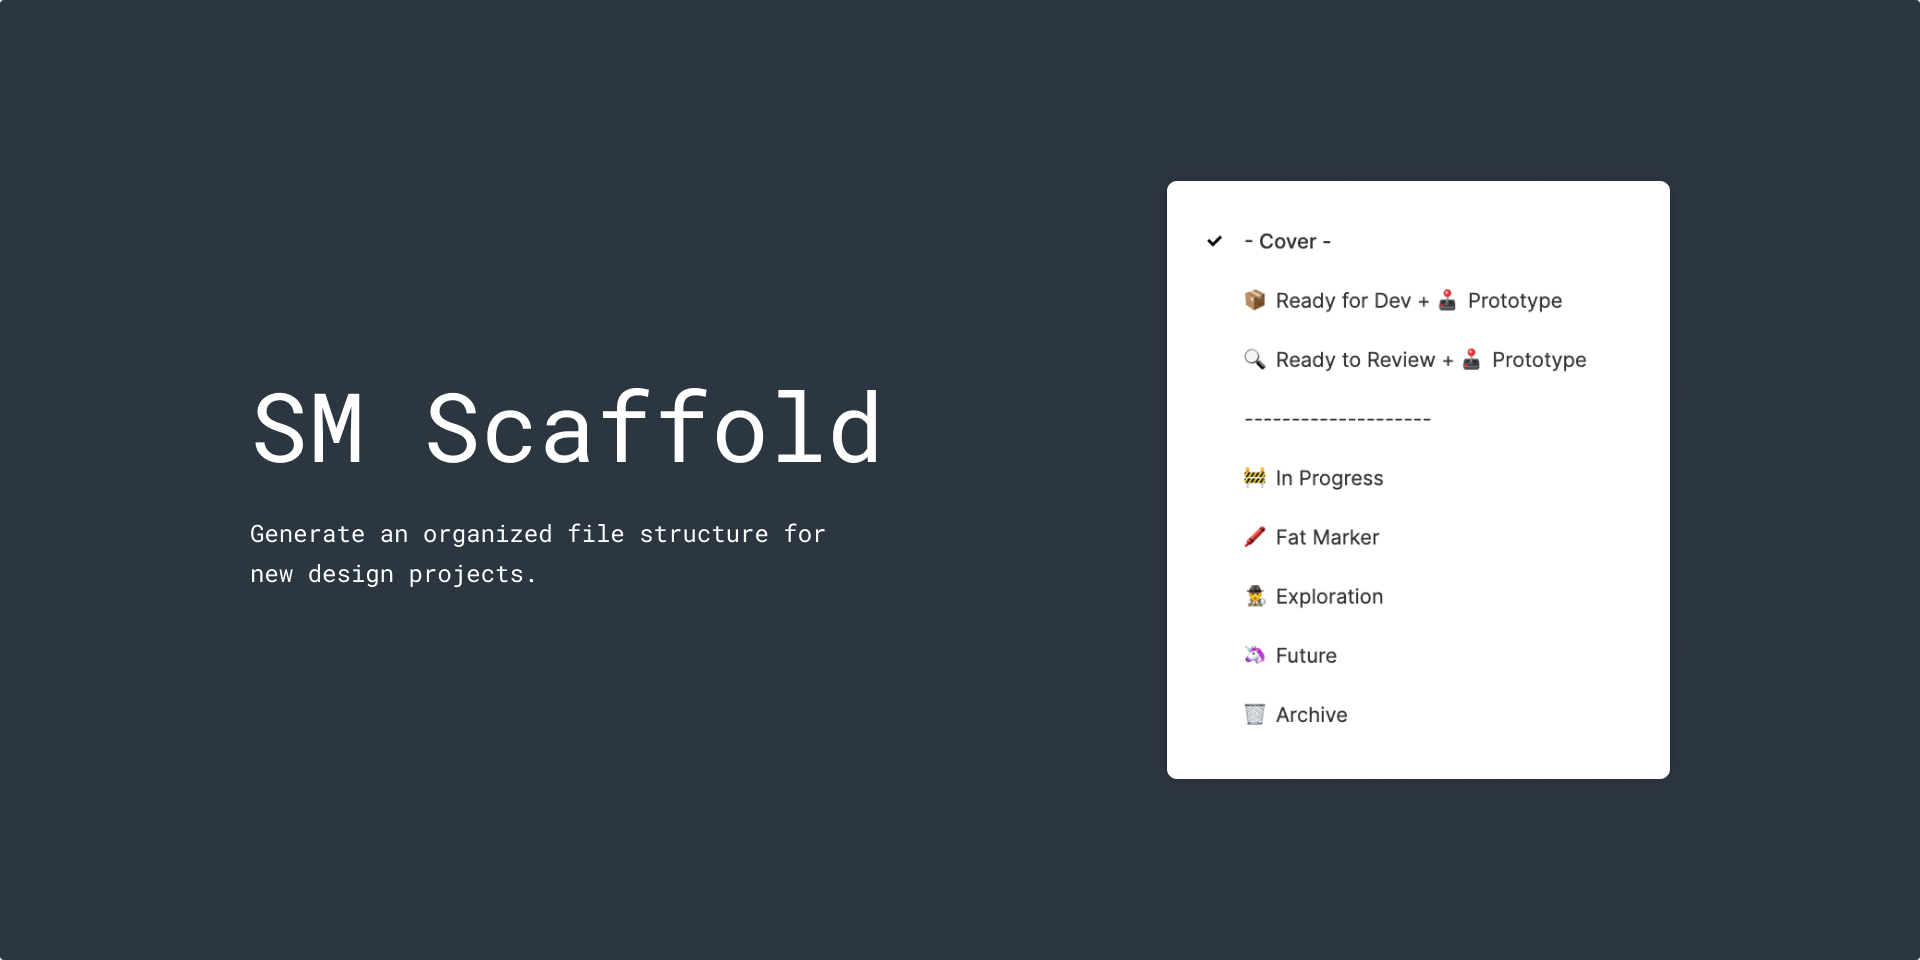 SM Scaffold
Generate an organized file structure for
new design projects.
✓ - Cover -
📦 Ready for Dev + 🕹️ Prototype
🔍 Ready to Review + 🕹️ Prototype
--------------------
🚧 In Progress
🖍️ Fat Marker
🕵️ Exploration
🦄 Future
🗑️ Archive